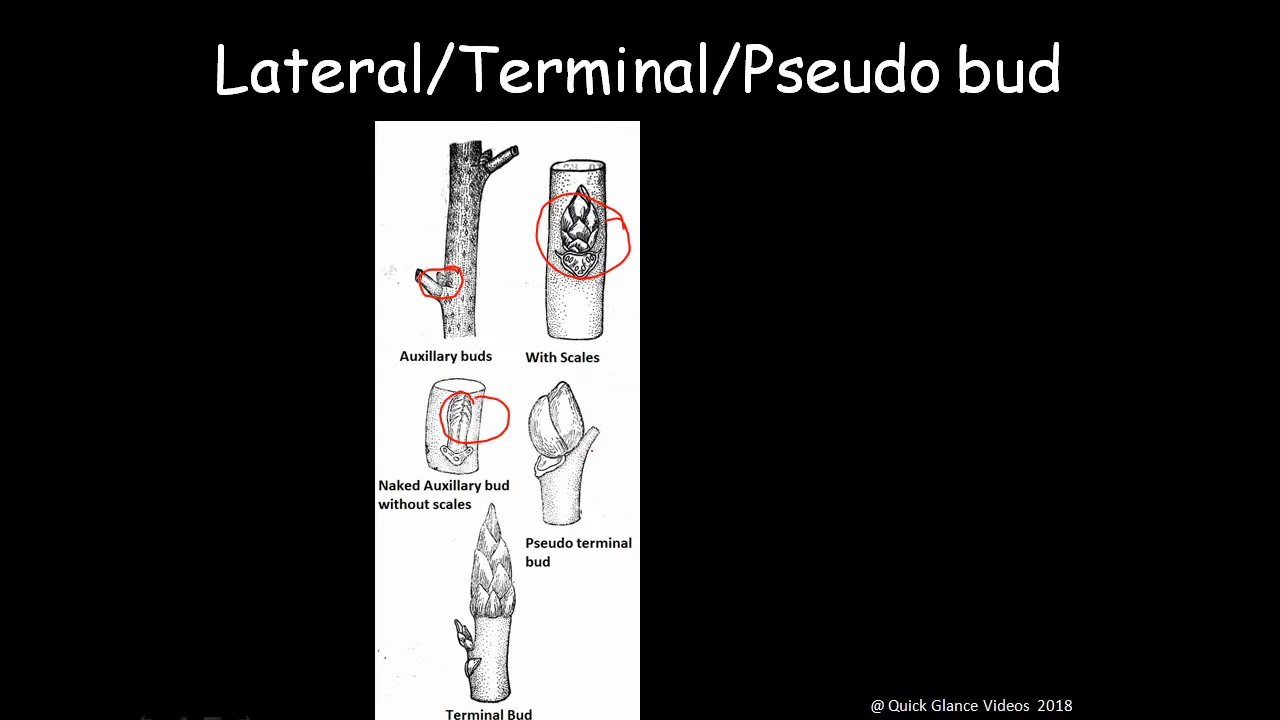 Lateral/Terminal/Pseudo bud
Auxillary buds
With Scales
Naked Auxillary bud
without scales
Pseudo terminal
bud
Terminal Bud
@ Quick Glance Videos 2018